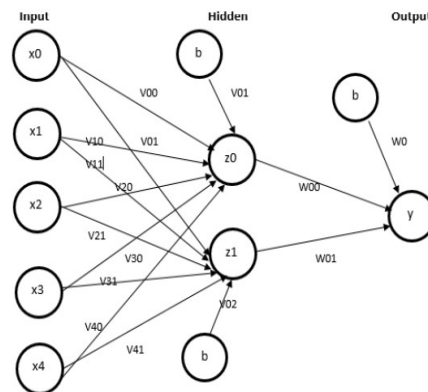 Input Hidden Output
x0
b
V00
V01
b
x1
V10
V01
V11
z0
W0
x2
V20
W00
y
V21
V30
z1
W01
x3
V31
V02
V40
V41
b
x4